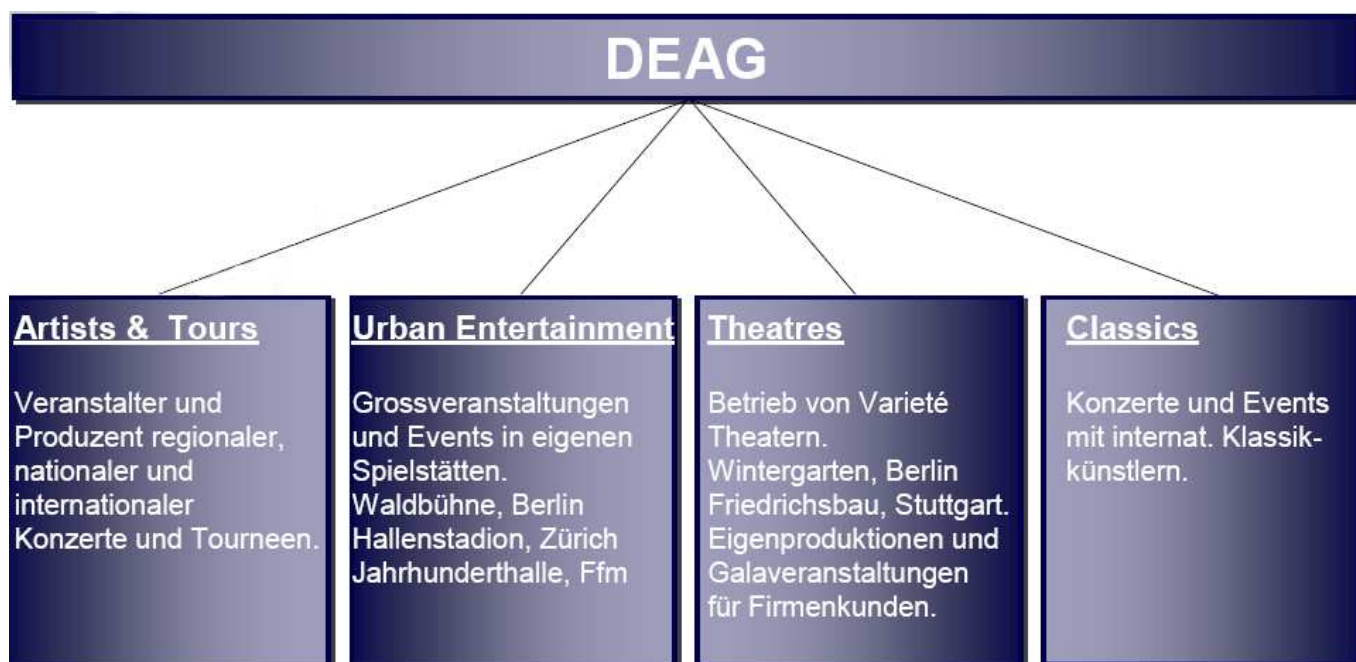 DEAG
Artists & Tours
Veranstalter und
Produzent regionaler,
nationaler und
internationaler
Konzerte und Tourneen.
Urban Entertainment
Grossveranstaltungen
und Events in eigenen
Spielstätten.
Waldbühne, Berlin
Hallenstadion, Zürich
Jahrhunderthalle, Ffm
Theatres
Betrieb von Varieté
Theatern.
Wintergarten, Berlin
Friedrichsbau, Stuttgart.
Eigenproduktionen und
Galaveranstaltungen
für Firmenkunden.
Classics
Konzerte und Events
mit internat. Klassik-
künstlern.